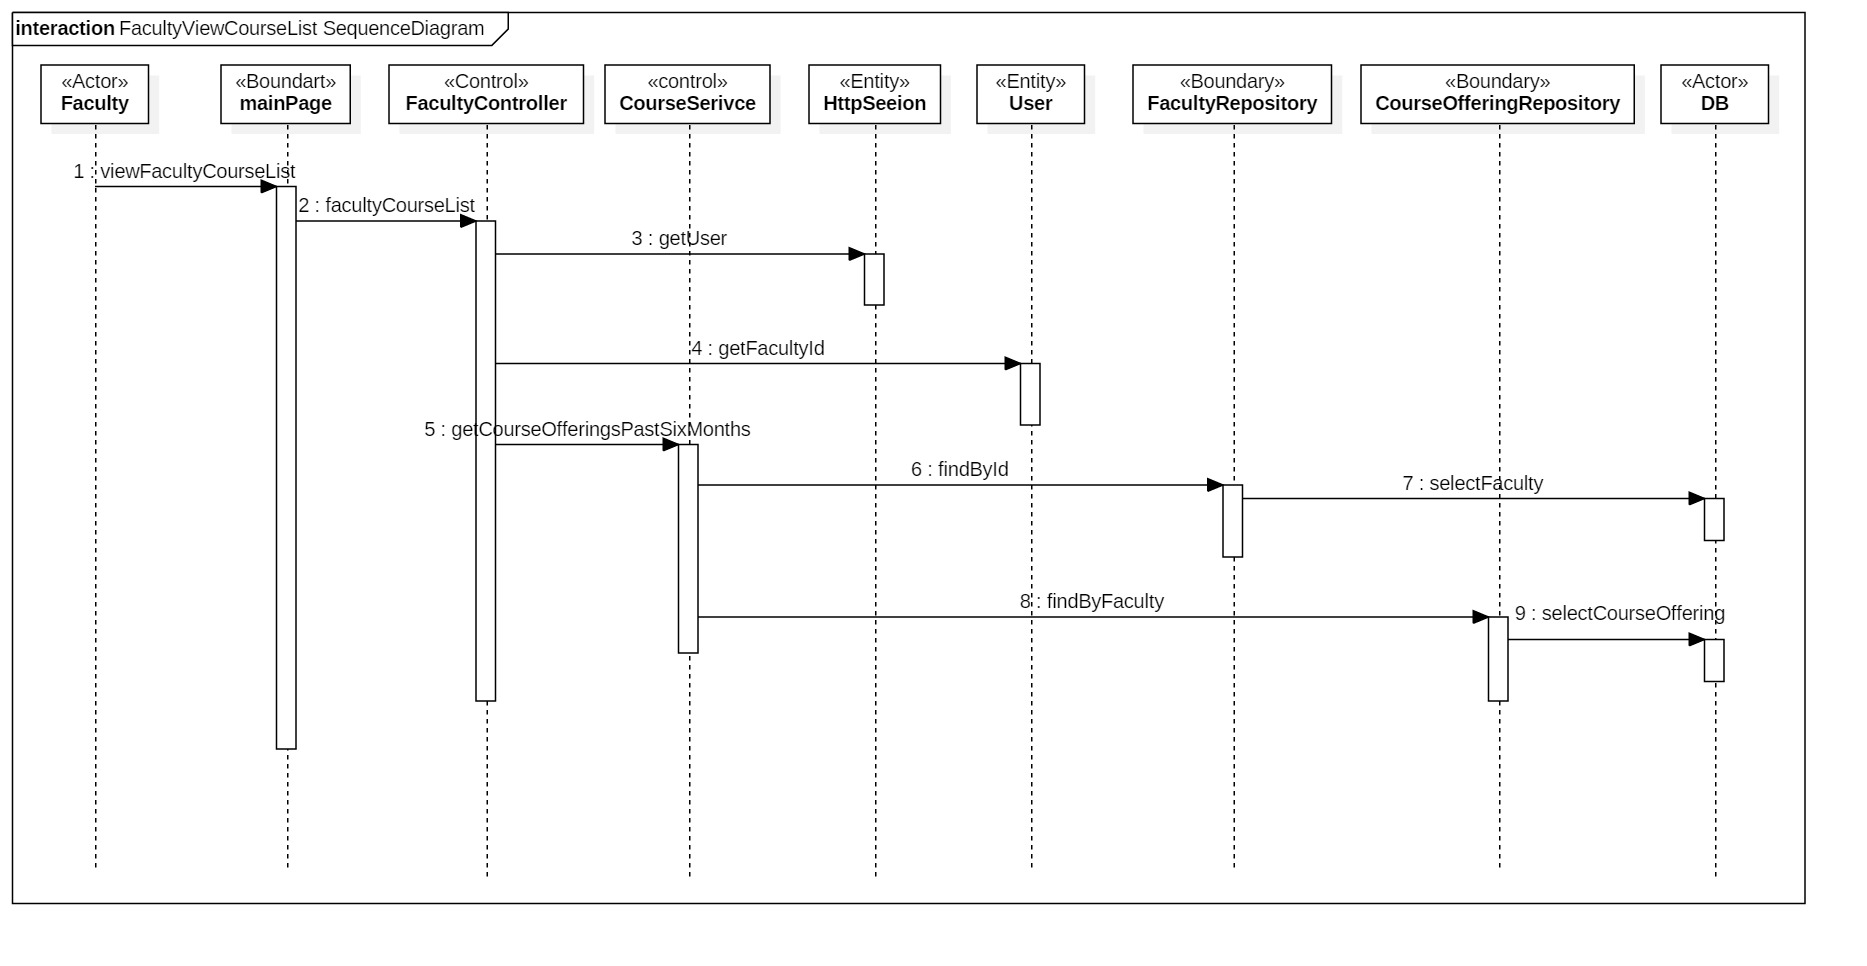 interaction FacultyViewCourseList SequenceDiagram
«Actor»
Faculty
«Boundart»
mainPage
«Control»
FacultyController
«control»
CourseSerivce
«Entity»
HttpSeeion
«Entity»
User
«Boundary»
FacultyRepository
«Boundary»
CourseOfferingRepository
«Actor»
DB
1 : viewFacultyCourseList
2 : facultyCourseList
3 : getUser
4 : getFacultyId
5 : getCourseOfferingsPastSixMonths
6 : findById
7 : selectFaculty
8 : findByFaculty
9 : selectCourseOffering